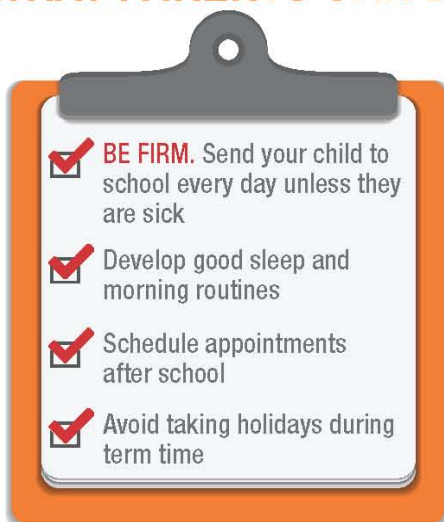 BE FIRM. Send your child to
school every day unless they
are sick
Develop good sleep and
morning routines
Schedule appointments
after school
Avoid taking holidays during
term time